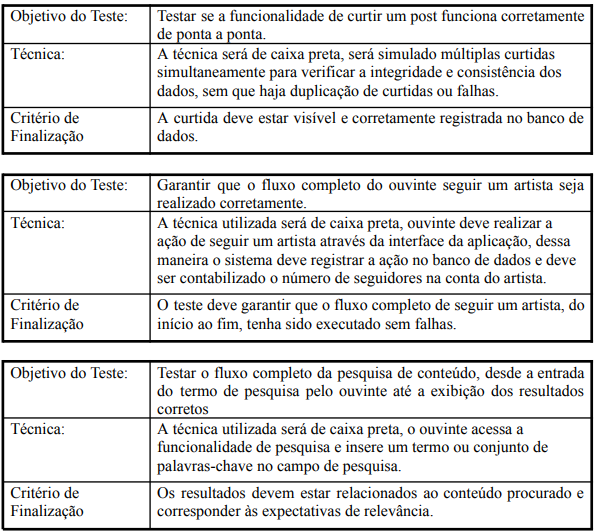 Objetivo do Teste: Testar se a funcionalidade de curtir um post funciona corretamente
de ponta a ponta.
Técnica: A técnica será de caixa preta, será simulado múltiplas curtidas
simultaneamente para verificar a integridade e consistência dos
dados, sem que haja duplicação de curtidas ou falhas.
Critério de A curtida deve estar visível e corretamente registrada no banco de
Finalização dados.
Objetivo do Teste: Garantir que o fluxo completo do ouvinte seguir um artista seja
realizado corretamente.
Técnica: A técnica utilizada será de caixa preta, ouvinte deve realizar a
ação de seguir um artista através da interface da aplicação, dessa
maneira o sistema deve registrar a ação no banco de dados e deve
ser contabilizado o número de seguidores na conta do artista.
Critério de O teste deve garantir que o fluxo completo de seguir um artista, do
Finalização início ao fim, tenha sido executado sem falhas.
Objetivo do Teste: Testar o fluxo completo da pesquisa de conteúdo, desde a entrada
do termo de pesquisa pelo ouvinte até a exibição dos resultados
corretos
Técnica: A técnica utilizada será de caixa preta, o ouvinte acessa a
funcionalidade de pesquisa e insere um termo ou conjunto de
palavras-chave no campo de pesquisa.
Critério de Os resultados devem estar relacionados ao conteúdo procurado e
Finalização corresponder às expectativas de relevância.